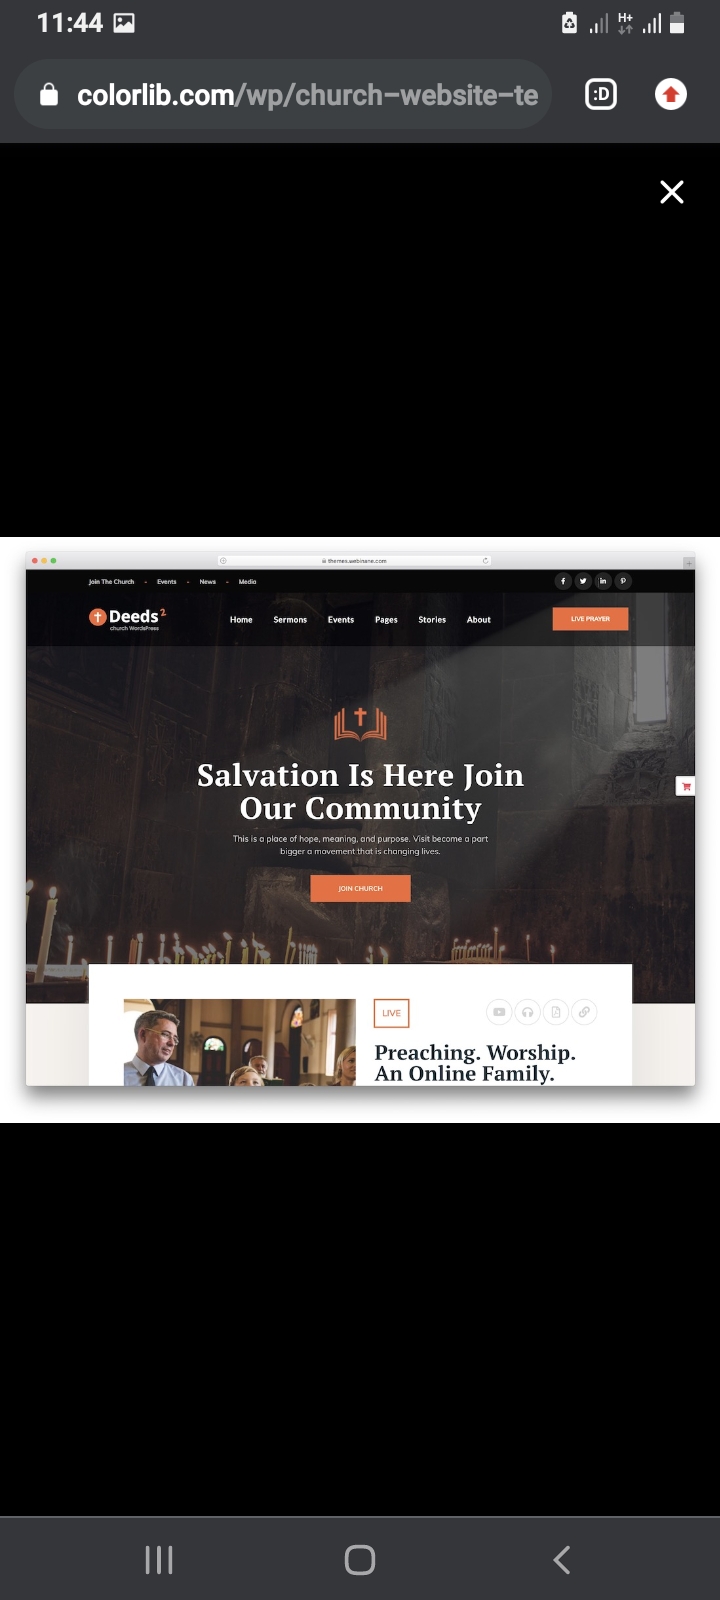 11:44
H+
colorlib.com/wp/church-website-te
:D
themes.webinane.com
Join The Church - Events - News - Media
Deeds 2
church WordPress
Home Sermons Events Pages Stories About
LIVE PRAYER
Salvation Is Here Join
Our Community
This is a place of hope, meaning, and purpose. Visit become a part
bigger a movement that is changing lives.
JOIN CHURCH
LIVE
Preaching. Worship.
An Online Family.